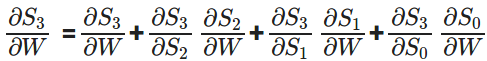 ∂S₃/∂W = ∂S₃/∂W + ∂S₃/∂S₂ ∂S₂/∂W + ∂S₃/∂S₁ ∂S₁/∂W + ∂S₃/∂S₀ ∂S₀/∂W